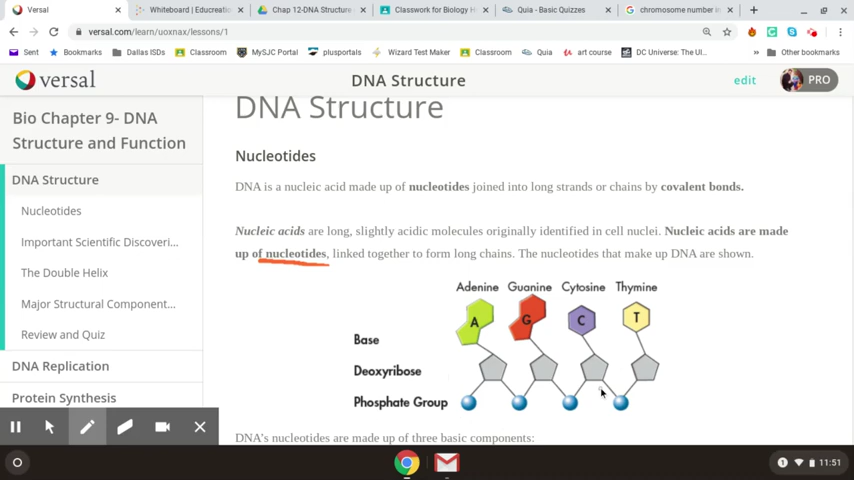 Versal
Whiteboard | Educreatio
Chap 12-DNA Structure
Classwork for Biology H
Quia - Basic Quizzes
chromosome number in
versal.com/learn/uoxnax/lessons/1
Sent
Bookmarks
Dallas ISDs
Classroom
MySJC Portal
plusportals
Wizard Test Maker
Classroom
Quia
art course
DC Universe: The Ul...
»
Other bookmarks
versal
DNA Structure
edit
PRO
Bio Chapter 9- DNA
Structure and Function
DNA Structure
Nucleotides
Important Scientific Discoveri...
The Double Helix
Major Structural Component...
Review and Quiz
DNA Replication
Protein Synthesis
DNA Structure
Nucleotides
DNA is a nucleic acid made up of nucleotides joined into long strands or chains by covalent bonds.
Nucleic acids are long, slightly acidic molecules originally identified in cell nuclei. Nucleic acids are made
up of nucleotides, linked together to form long chains. The nucleotides that make up DNA are shown.
Adenine Guanine Cytosine Thymine
A G C T
Base
Deoxyribose
Phosphate Group
DNA's nucleotides are made up of three basic components:
1
11:51